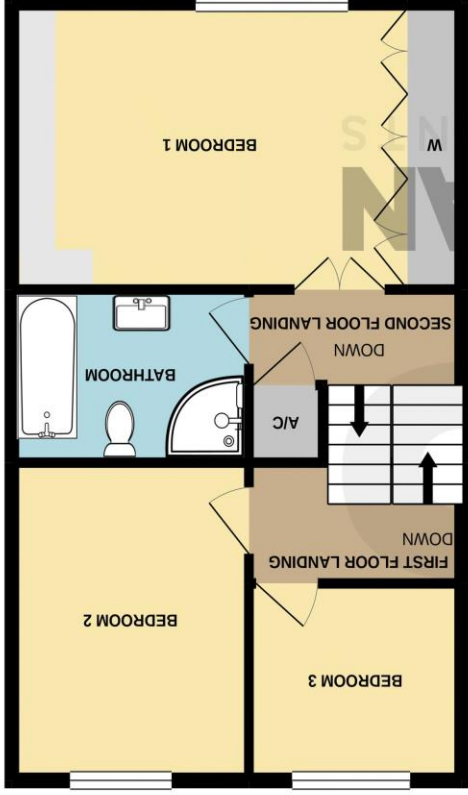 BEDROOM 3
BEDROOM 2
FIRST FLOOR LANDING
DOWN
A/C
BATHROOM
DOWN
SECOND FLOOR LANDING
W
BEDROOM 1